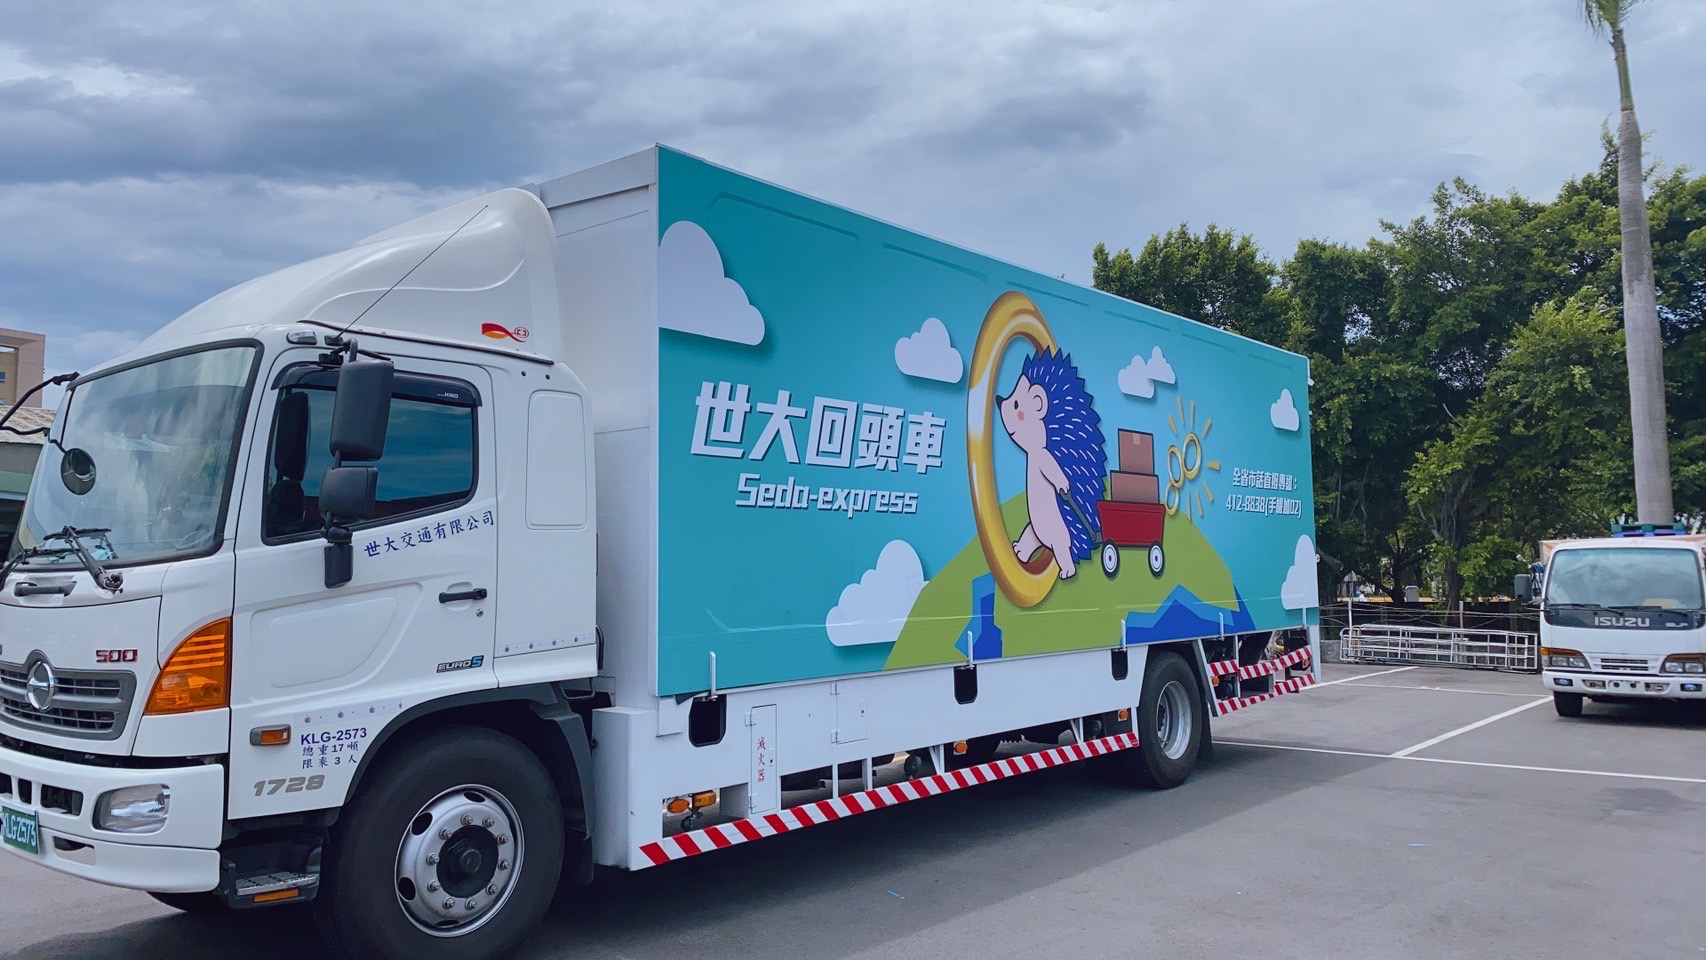 世大回頭車
Seda-express
全省市話直撥專線：
412-8838(手機加02)
世大交通有限公司
HINO
500
EURO5
KLG-2573
總重17噸
限乘3人
1728
KLG2573
滅火器
ISUZU